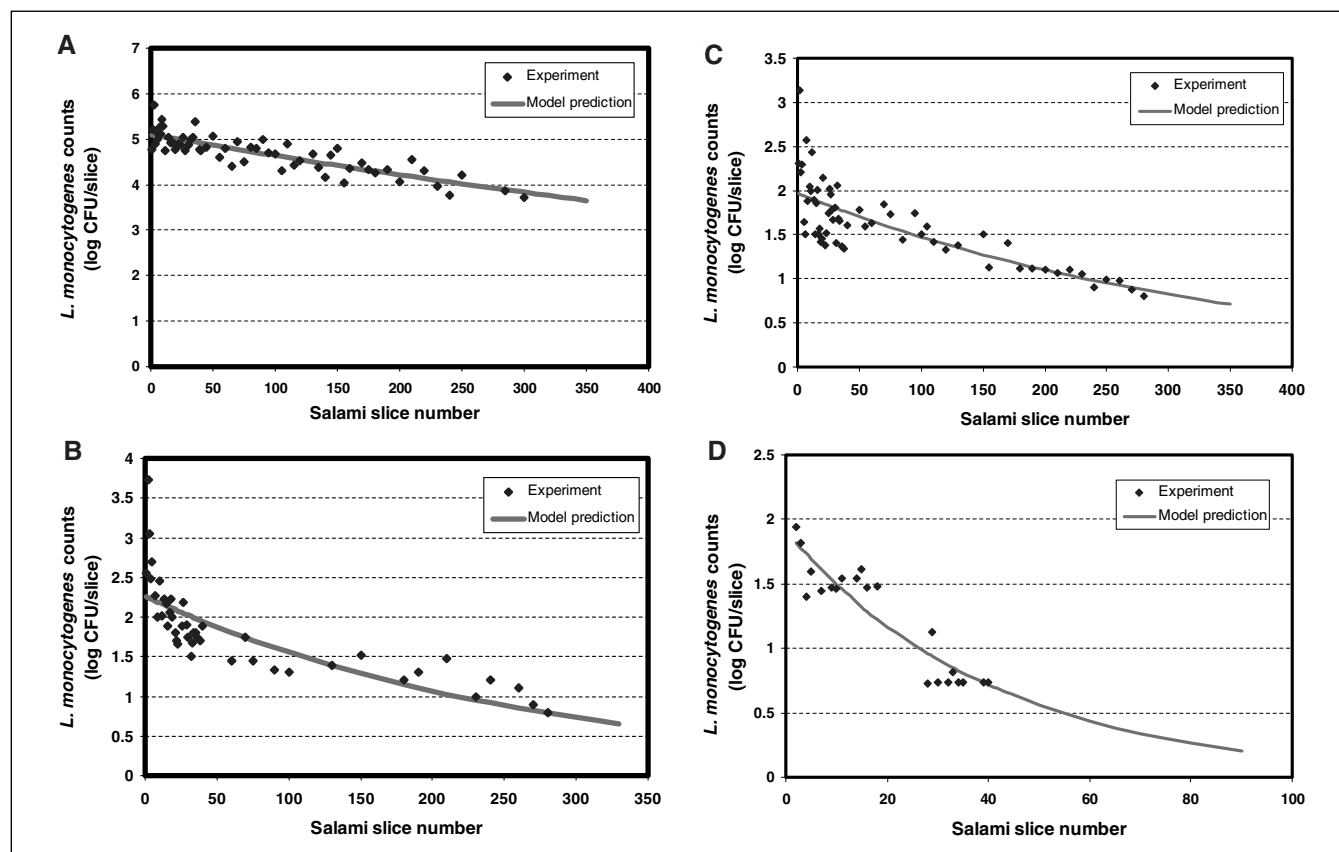 A
L. monocytogenes counts
(log CFU/slice)
7
6
5
4
3
2
1
0
Experiment
Model prediction
0 50 100 150 200 250 300 350 400
Salami slice number
C
L. monocytogenes counts
(log CFU/slice)
3.5
3
2.5
2
1.5
1
0.5
0
Experiment
Model prediction
0 50 100 150 200 250 300 350 400
Salami slice number
B
L. monocytogenes counts
(log CFU/slice)
4
3.5
3
2.5
2
1.5
1
0.5
0
Experiment
Model prediction
0 50 100 150 200 250 300 350
Salami slice number
D
L. monocytogenes counts
(log CFU/slice)
2.5
2
1.5
1
0.5
0
Experiment
Model prediction
0 20 40 60 80 100
Salami slice number